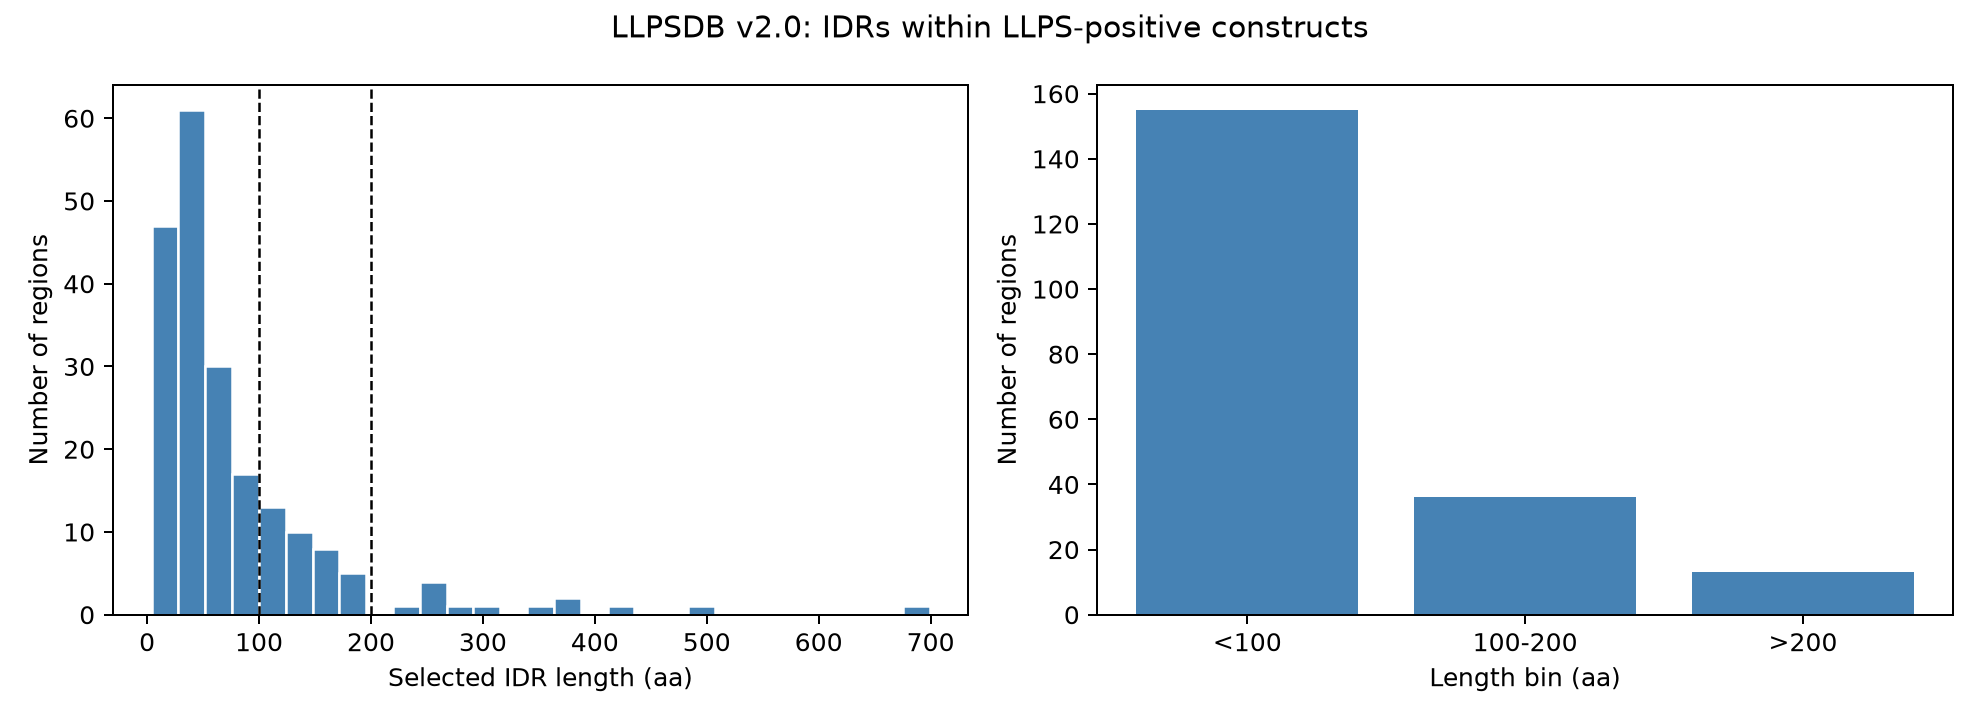 LLPSDB v2.0: IDRs within LLPS-positive constructs
Number of regions
60
50
40
30
20
10
0
0 100 200 300 400 500 600 700
Selected IDR length (aa)
Number of regions
160
140
120
100
80
60
40
20
0
<100 100-200 >200
Length bin (aa)